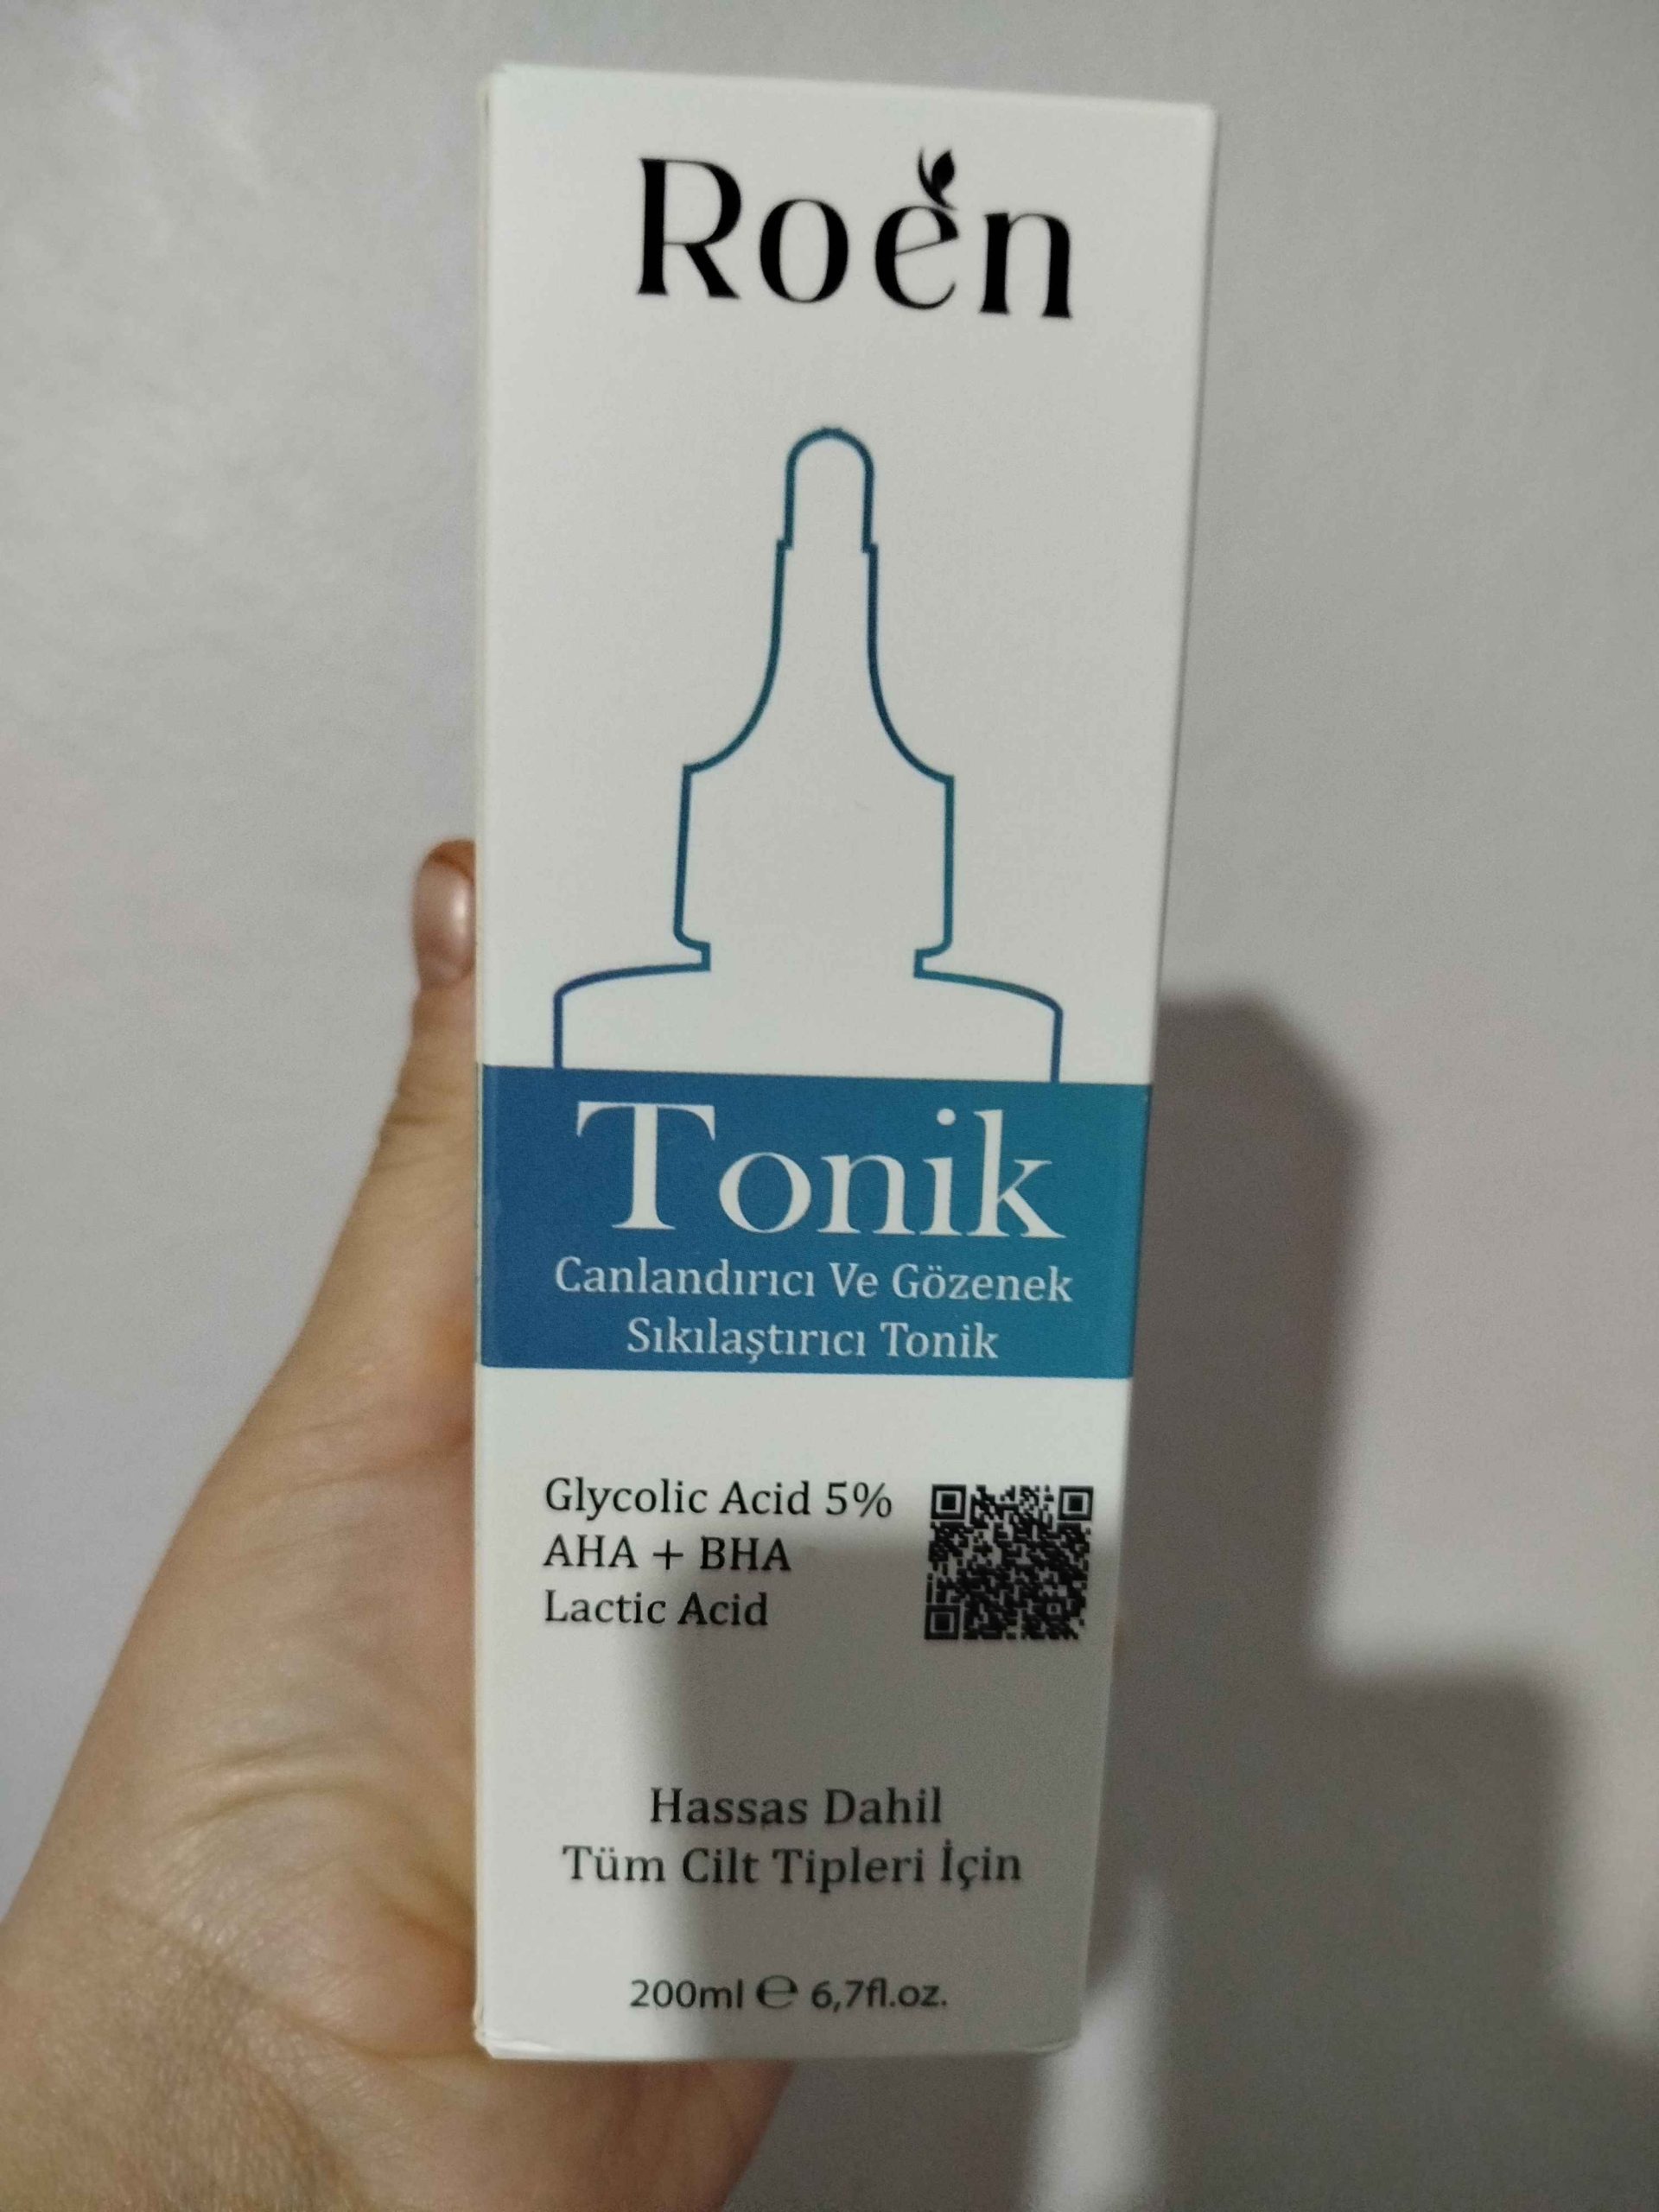 Roen
Tonik
Canlandırıcı Ve Gözenek
Sıkılaştırıcı Tonik
Glycolic Acid 5%
AHA + BHA
Lactic Acid
Hassas Dahil
Tüm Cilt Tipleri İçin
200ml ℮ 6,7fl.oz.